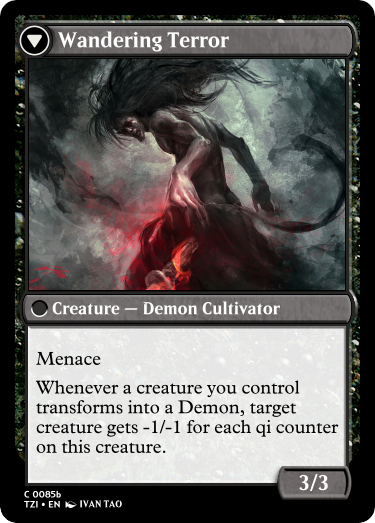 Wandering Terror
Creature — Demon Cultivator
Menace
Whenever a creature you control
transforms into a Demon, target
creature gets -1/-1 for each qi counter
on this creature.
3/3
C 0085b
TZI • EN IVAN TAO